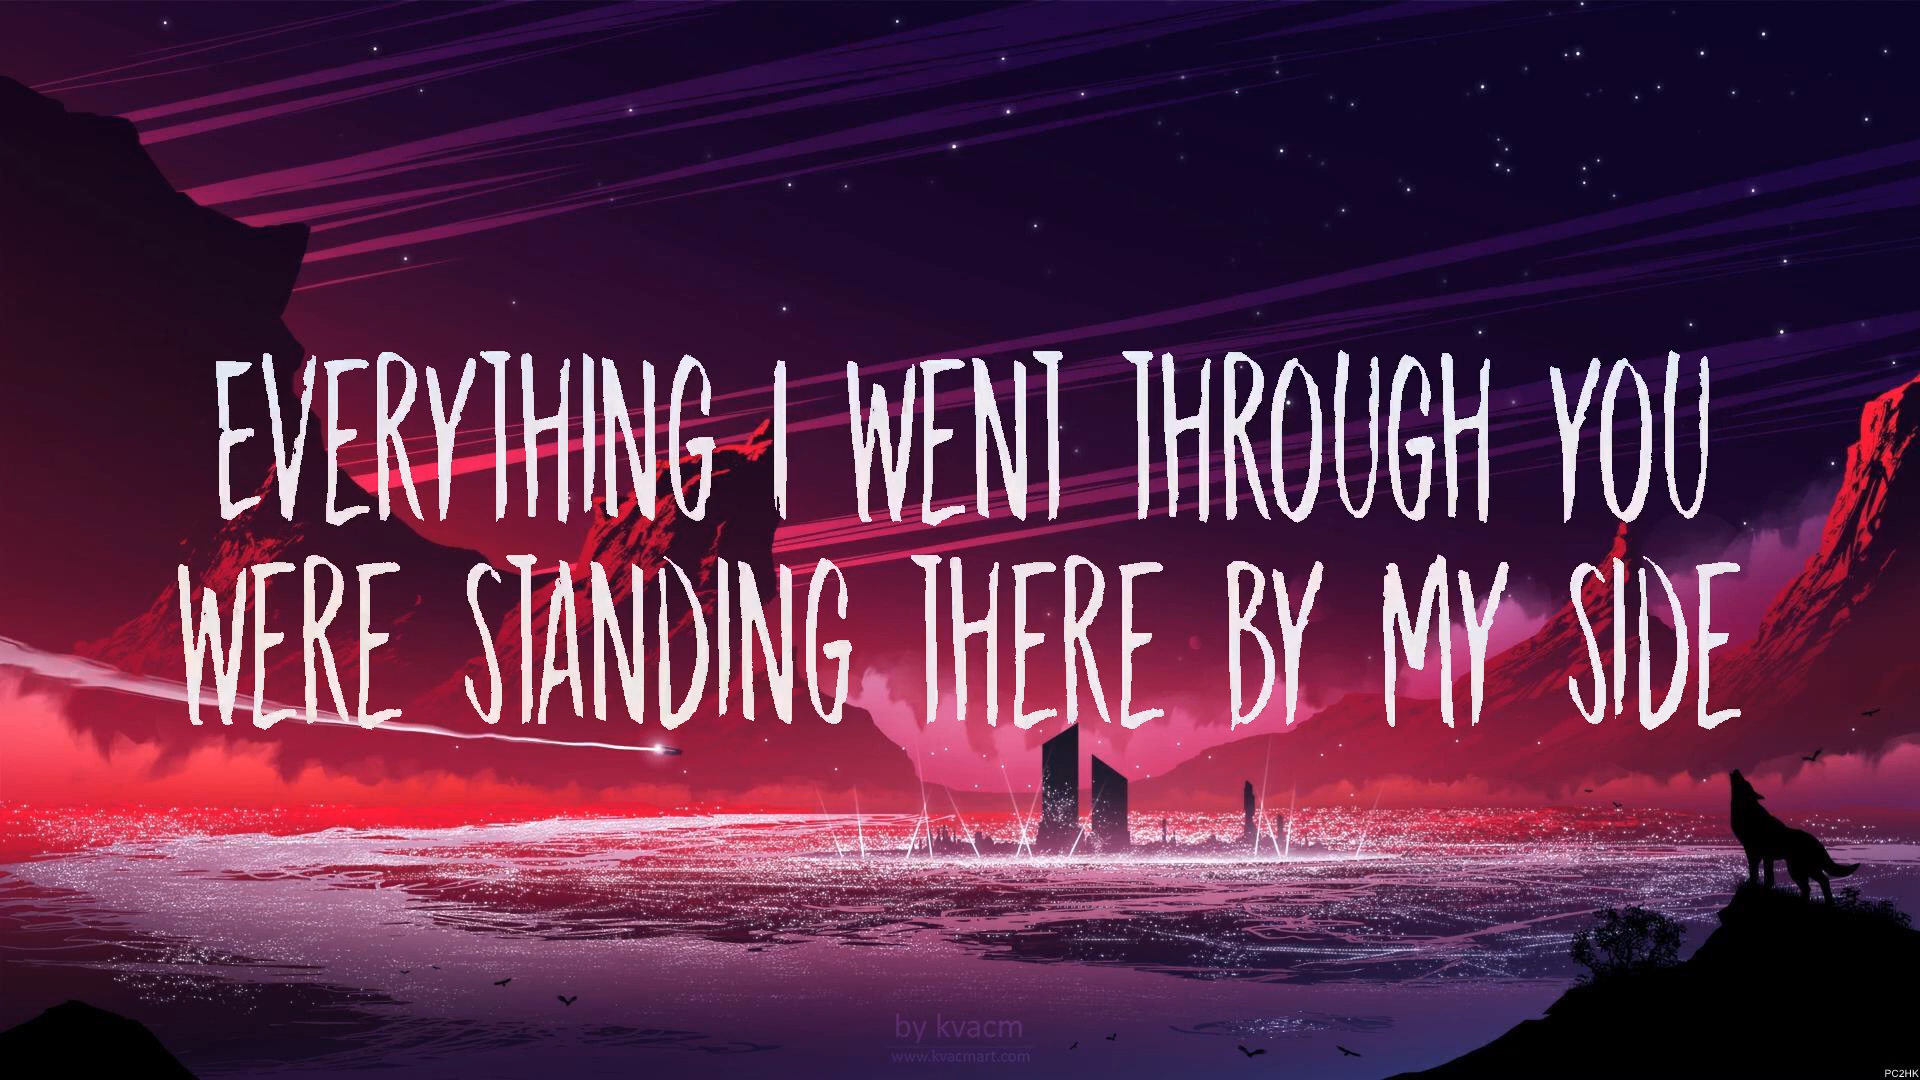 EVERYTHING I WENT THROUGH YOU
WERE STANDING THERE BY MY SIDE
by kvacm
www.kvacmart.com
PC2HK